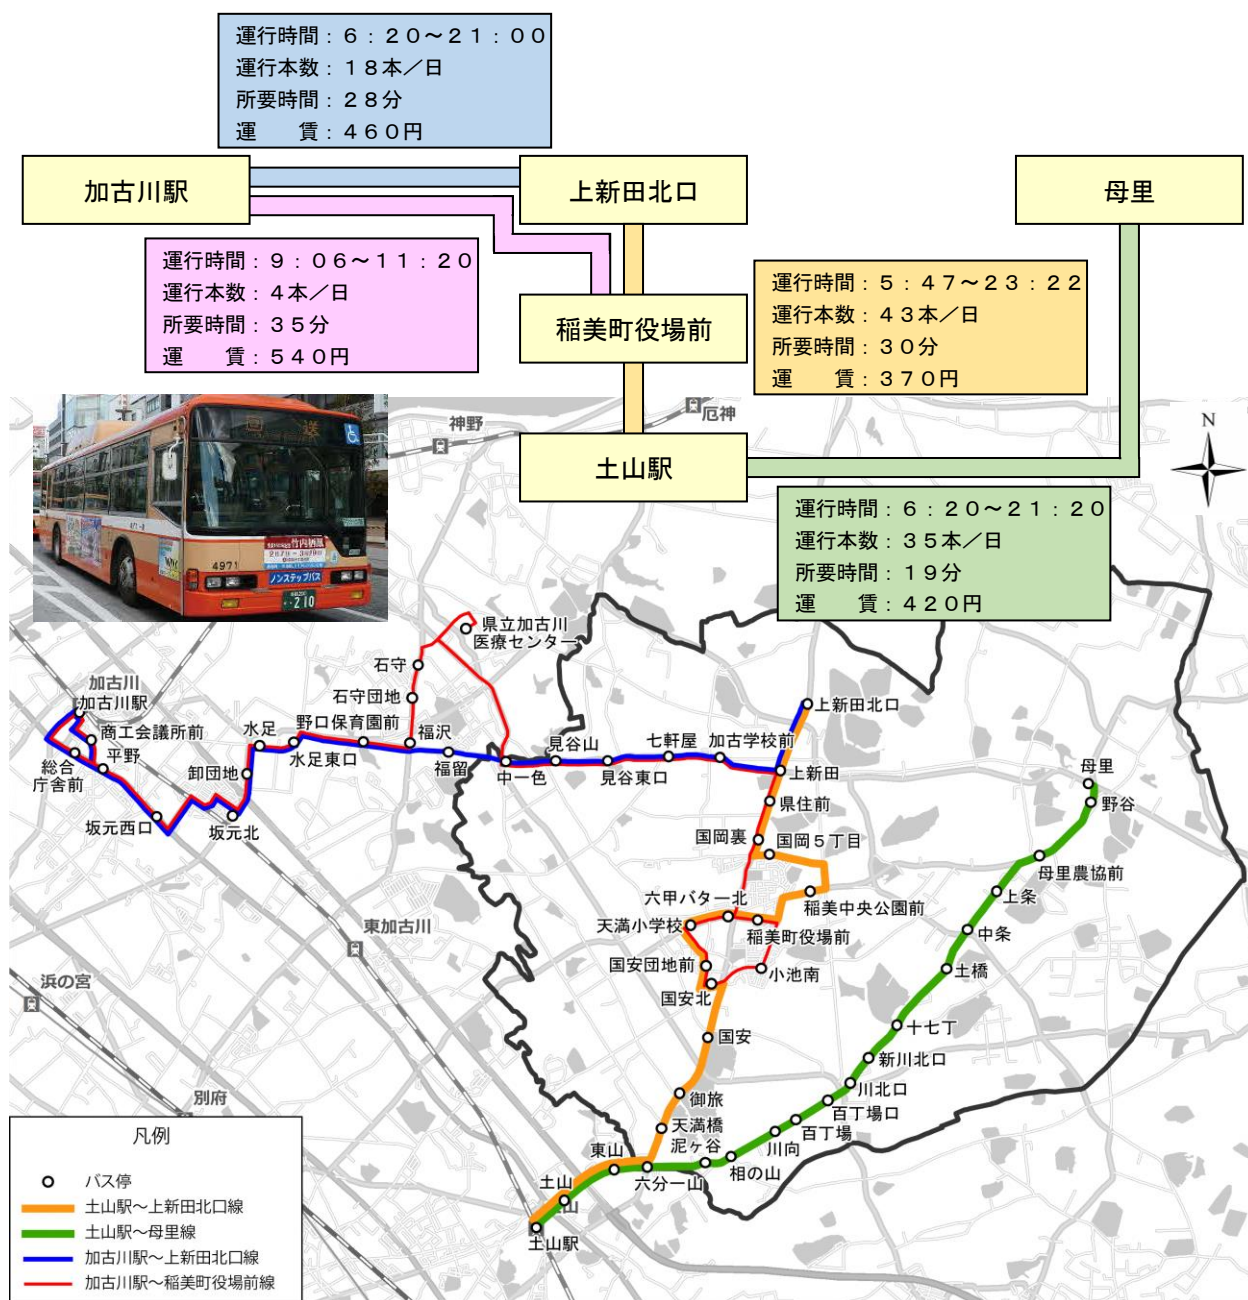 運行時間：６：２０～２１：００
運行本数：１８本／日
所要時間：２８分
運　　賃：４６０円
加古川駅
上新田北口
母里
運行時間：９：０６～１１：２０
運行本数：４本／日
所要時間：３５分
運　　賃：５４０円
稲美町役場前
運行時間：５：４７～２３：２２
運行本数：４３本／日
所要時間：３０分
運　　賃：３７０円
土山駅
運行時間：６：２０～２１：２０
運行本数：３５本／日
所要時間：１９分
運　　賃：４２０円
回送
4971
ノンステップバス
210
神野
厄神
N
県立加古川
医療センター
石守
石守団地
加古川
加古川駅
商工会議所前
平野
総合
庁舎前
卸団地
水足
水足東口
野口保育園前
福沢
福留
中一色
見谷山
見谷東口
七軒屋
加古学校前
上新田北口
上新田
坂元西口
坂元北
県住前
国岡裏
国岡５丁目
母里
野谷
母里農協前
上条
六甲バター北
稲美中央公園前
天満小学校
稲美町役場前
中条
東加古川
国安団地前
小池南
土橋
浜の宮
国安北
国安
十七丁
新川北口
川北口
別府
御旅
百丁場口
天満橋
百丁場
泥ヶ谷
川向
東山
相の山
六分一山
土山
土山駅
凡例
バス停
土山駅～上新田北口線
土山駅～母里線
加古川駅～上新田北口線
加古川駅～稲美町役場前線